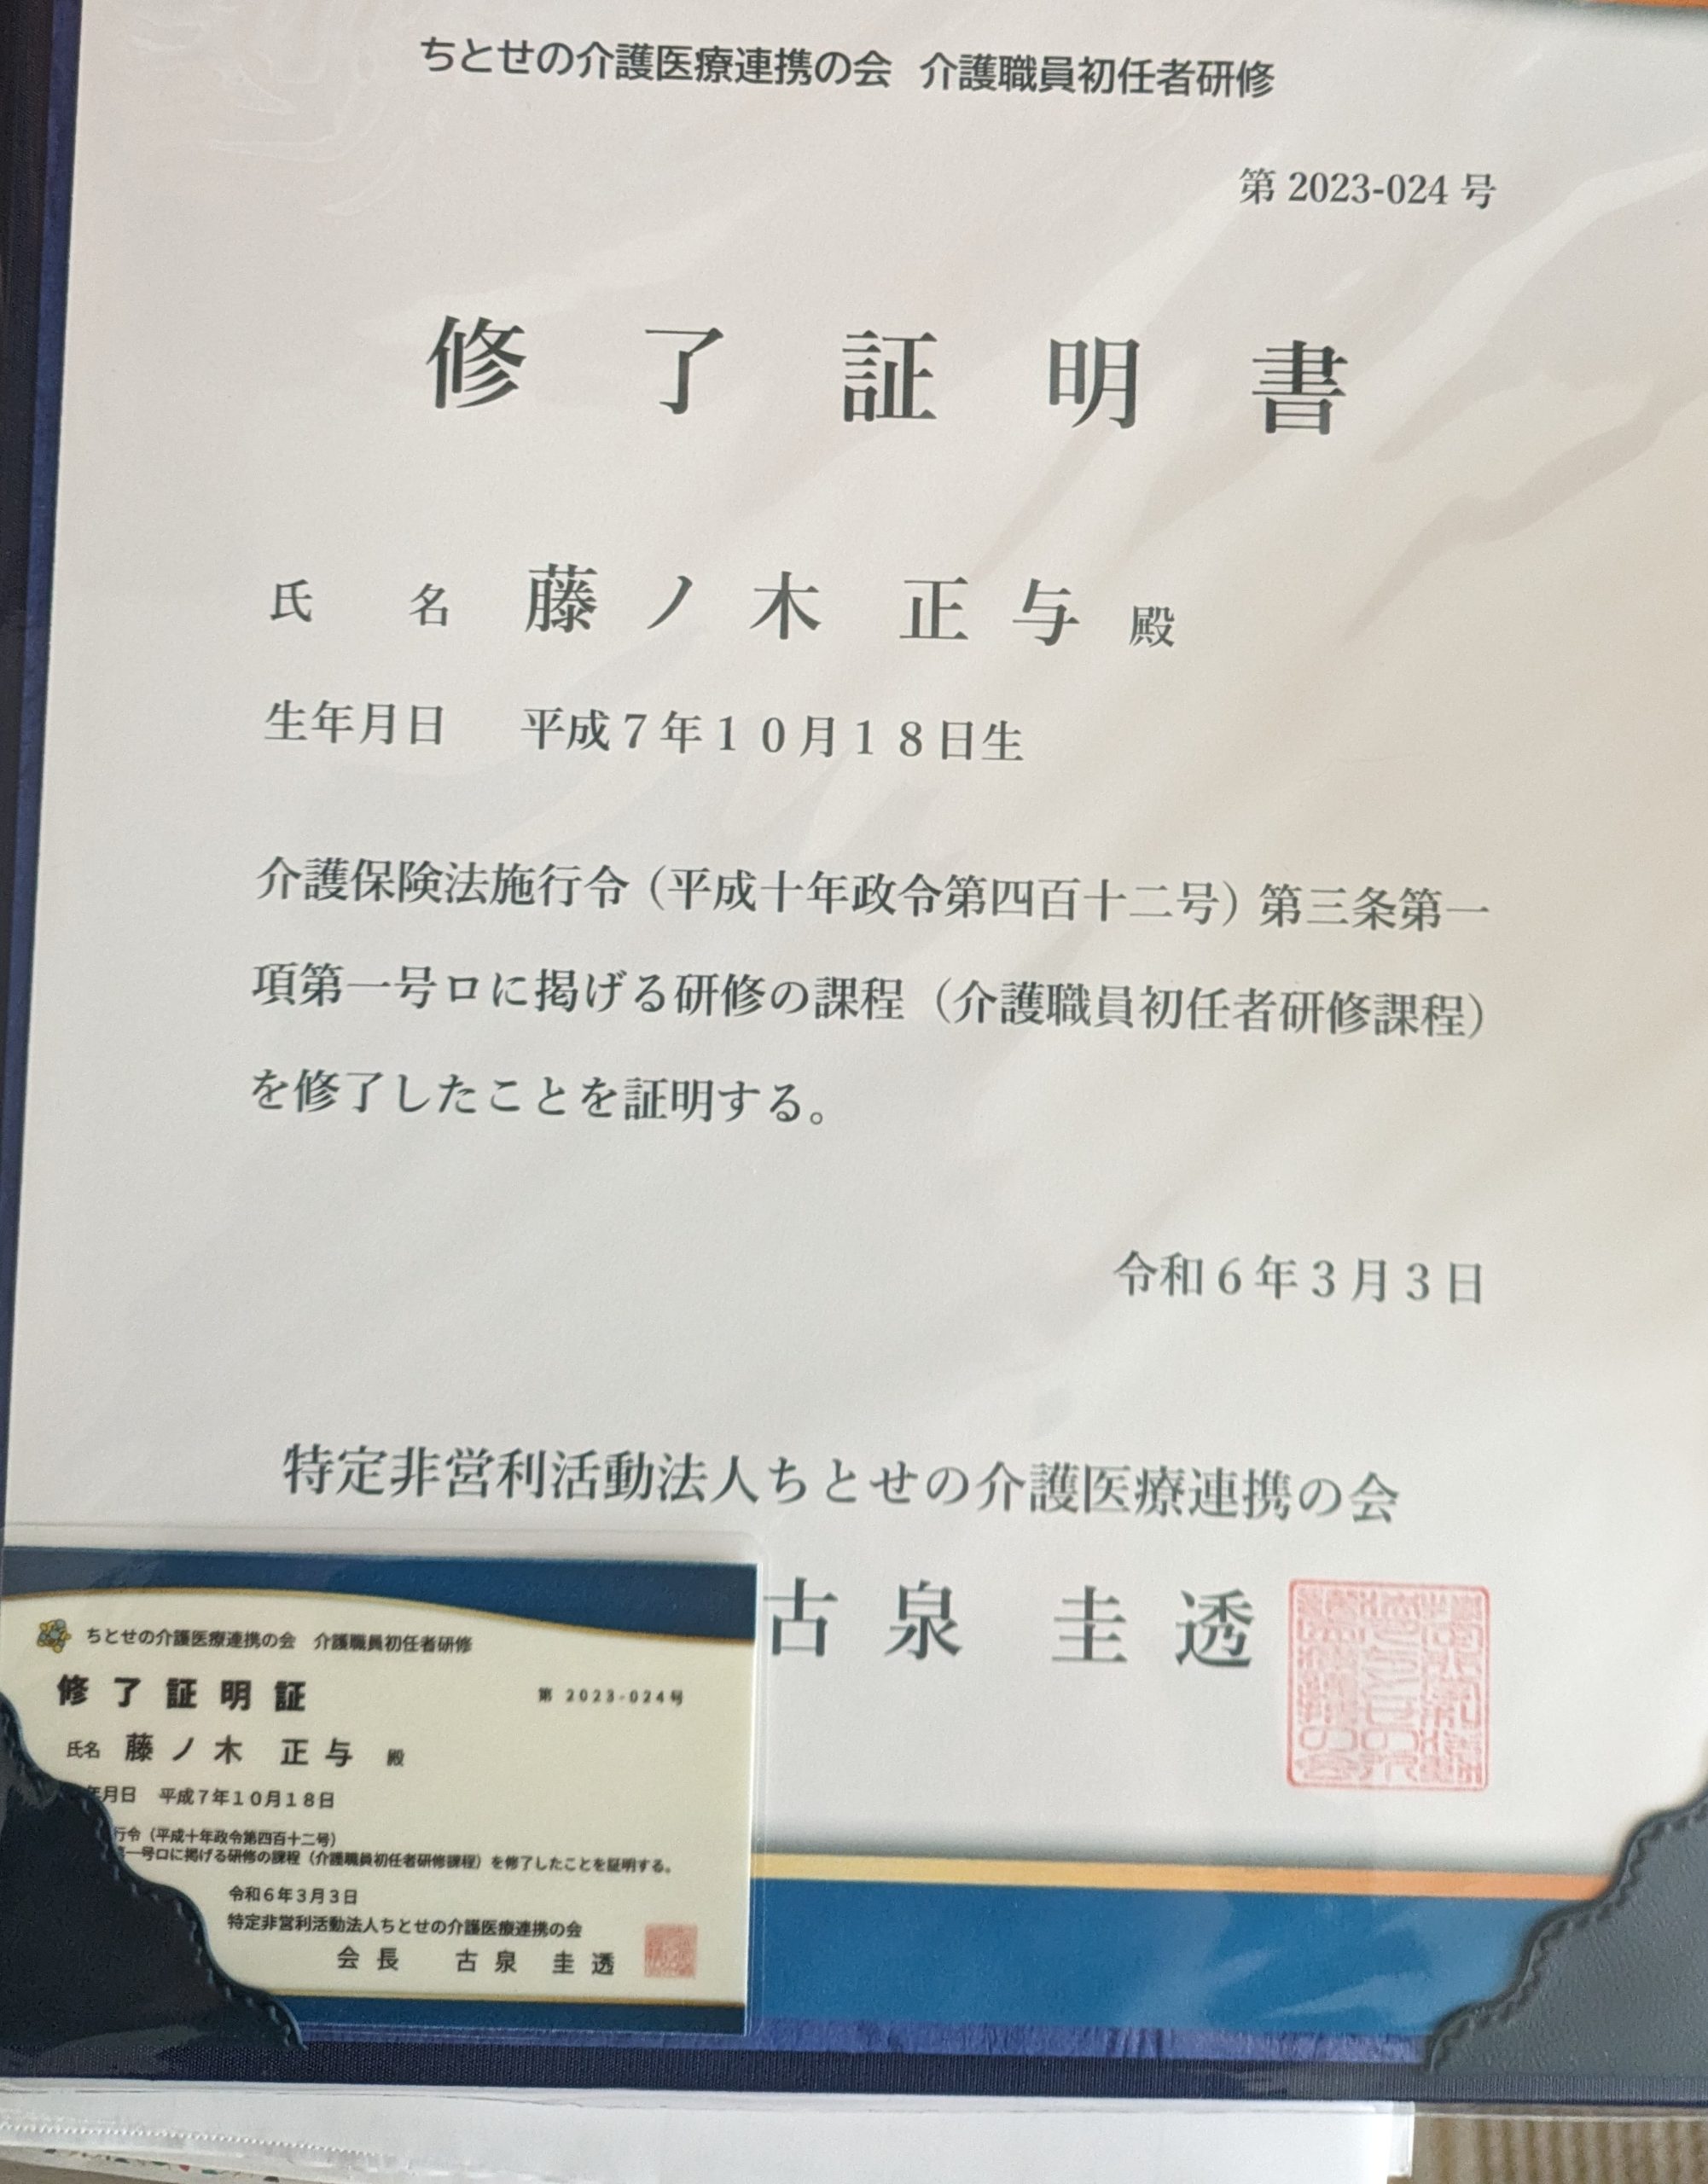 ちとせの介護医療連携の会 介護職員初任者研修
第 2023-024 号
修了証明書
氏名 藤ノ木 正与 殿
生年月日 平成7年10月18日生
介護保険法施行令（平成十年政令第四百十二号）第三条第一
項第一号ロに掲げる研修の課程（介護職員初任者研修課程）
を修了したことを証明する。
令和6年3月3日
特定非営利活動法人ちとせの介護医療連携の会
古泉 圭透
ちとせの介護医療連携の会 介護職員初任者研修
修了証明証
第 2023-024号
氏名 藤ノ木 正与 殿
年月日 平成7年10月18日
行令（平成十年政令第四百十二号）
第一号ロに掲げる研修の課程（介護職員初任者研修課程）を修了したことを証明する。
令和6年3月3日
特定非営利活動法人ちとせの介護医療連携の会
会長 古泉 圭透